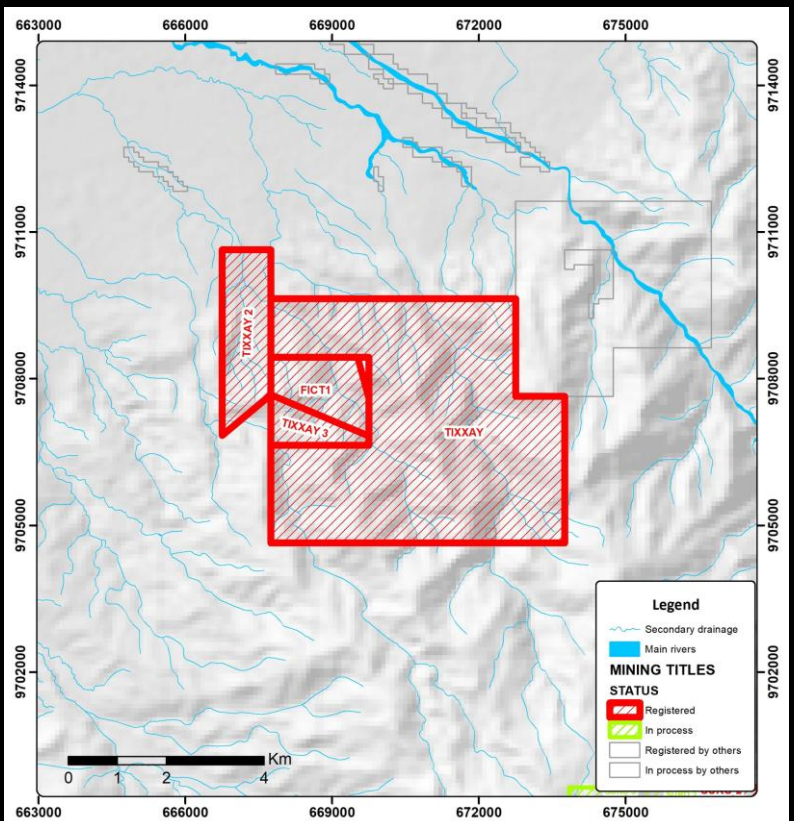 663000 666000 669000 672000 675000
9714000 9714000
9711000 9711000
TIXXAY 2
9708000 9708000
FICT1
TIXXAY 3
TIXXAY
9705000 9705000
Legend
Secondary drainage
Main rivers
MINING TITLES
STATUS
Registered
In process
Registered by others
In process by others
9702000 9702000
Km
0 1 2 4
663000 666000 669000 672000 675000